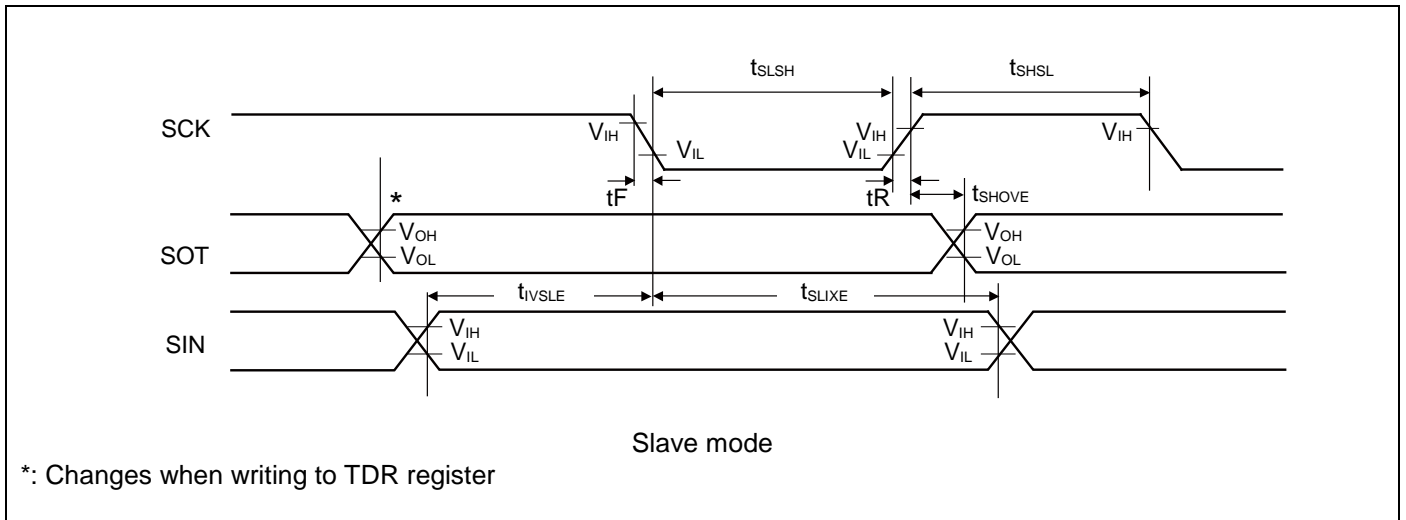 tSLSH tSHSL
SCK VIH VIL VIH VIL VIH
tF tR tSHOVE
*
SOT VOH VOL VOH VOL
tIVSLE tSLIXE
SIN VIH VIL VIH VIL
Slave mode
*: Changes when writing to TDR register